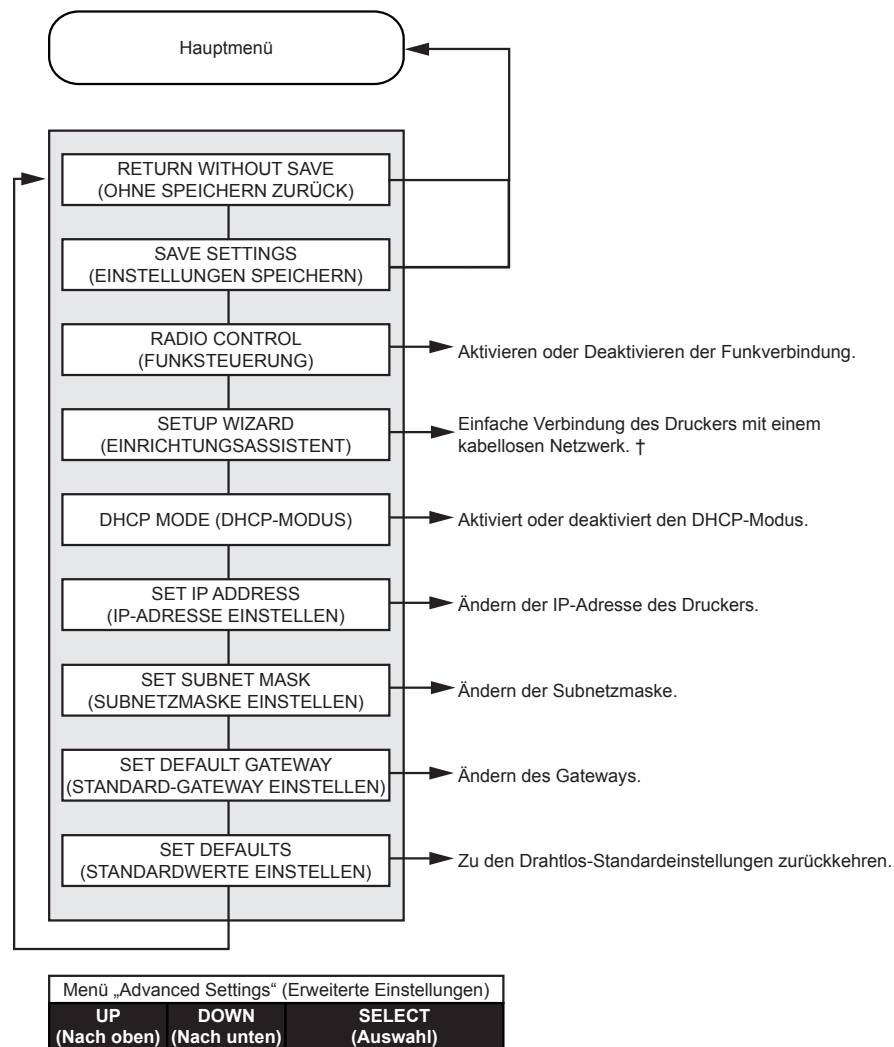 Hauptmenü
RETURN WITHOUT SAVE
(OHNE SPEICHERN ZURÜCK)
SAVE SETTINGS
(EINSTELLUNGEN SPEICHERN)
RADIO CONTROL
(FUNKSTEUERUNG)
Aktivieren oder Deaktivieren der Funkverbindung.
SETUP WIZARD
(EINRICHTUNGSASSISTENT)
Einfache Verbindung des Druckers mit einem
kabellosen Netzwerk. †
DHCP MODE (DHCP-MODUS)
Aktiviert oder deaktiviert den DHCP-Modus.
SET IP ADDRESS
(IP-ADRESSE EINSTELLEN)
Ändern der IP-Adresse des Druckers.
SET SUBNET MASK
(SUBNETZMASKE EINSTELLEN)
Ändern der Subnetzmaske.
SET DEFAULT GATEWAY
(STANDARD-GATEWAY EINSTELLEN)
Ändern des Gateways.
SET DEFAULTS
(STANDARDWERTE EINSTELLEN)
Zu den Drahtlos-Standardeinstellungen zurückkehren.
Menü „Advanced Settings“ (Erweiterte Einstellungen)
UP DOWN SELECT
(Nach oben) (Nach unten) (Auswahl)